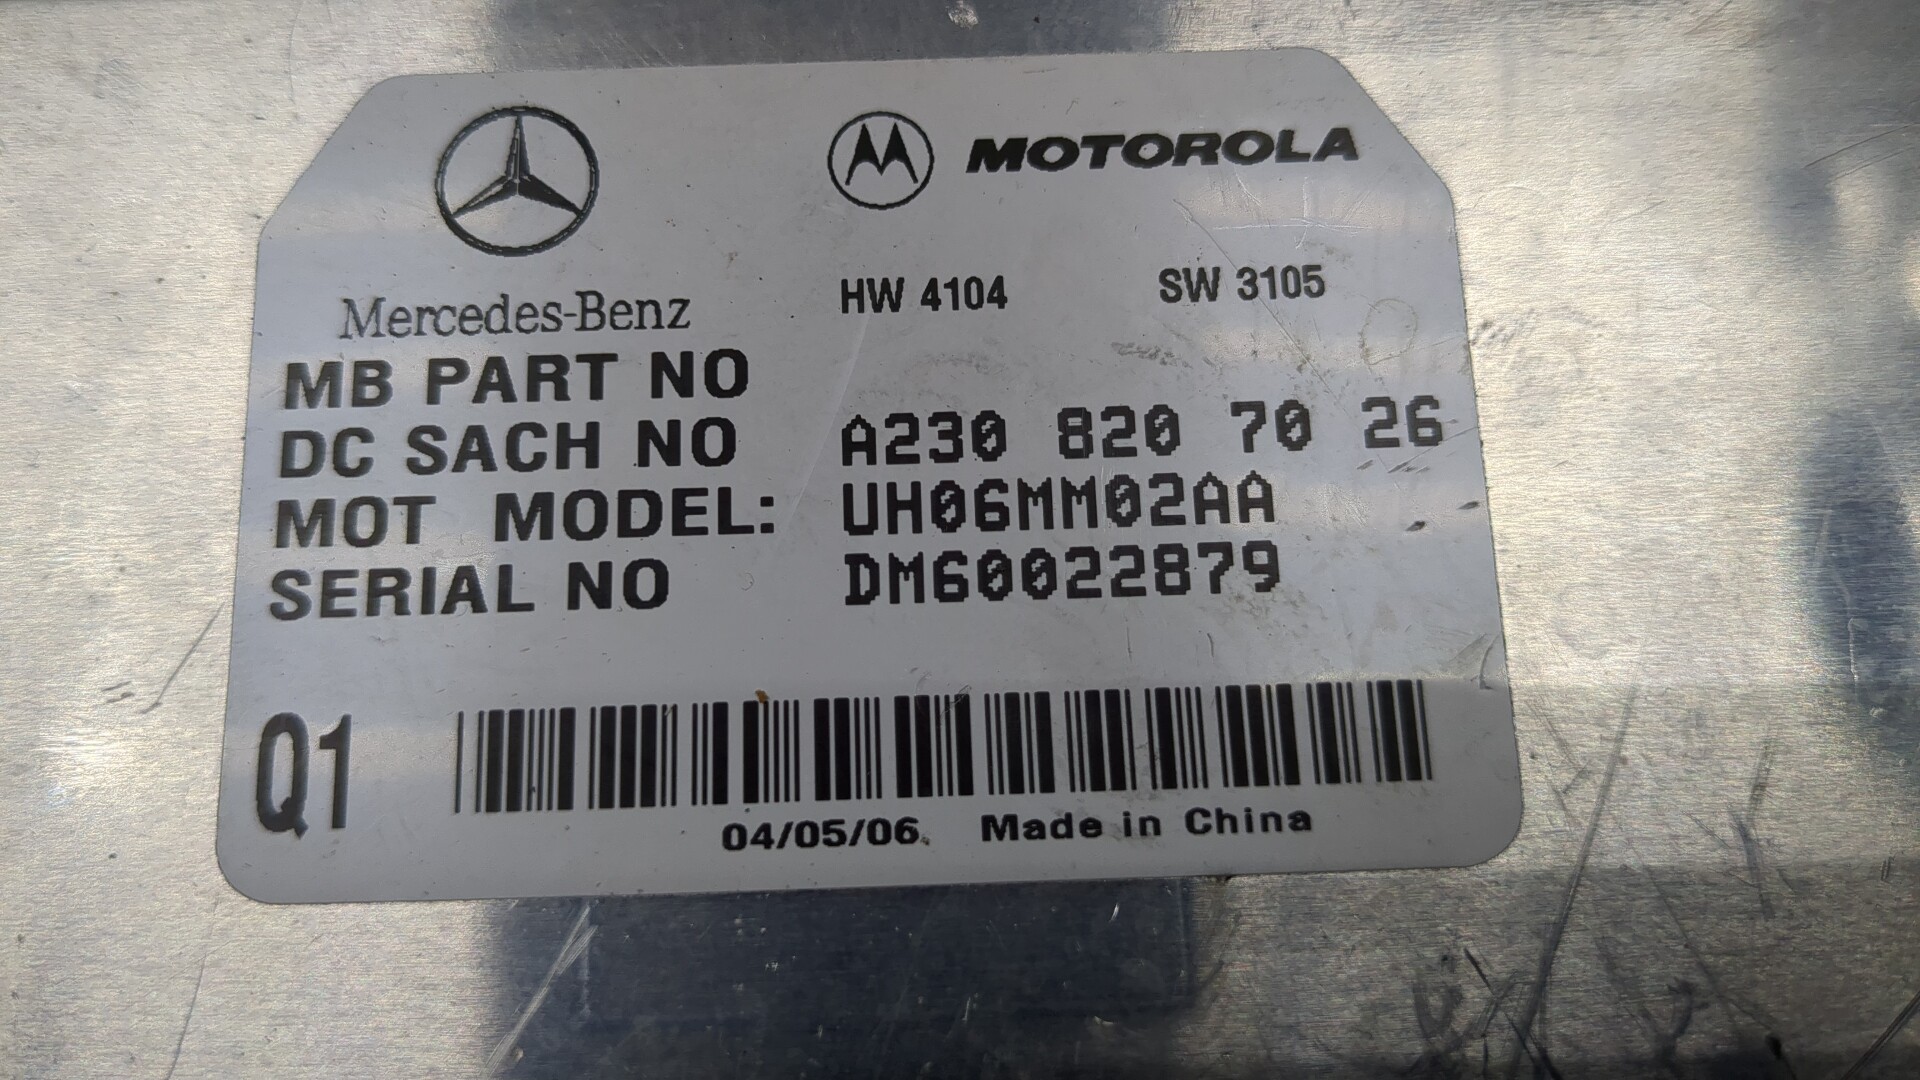 MOTOROLA
HW 4104 SW 3105
Mercedes-Benz
MB PART NO
DC SACH NO A230 820 70 26
MOT MODEL: UH06MM02AA
SERIAL NO DM60022879
Q1
04/05/06. Made in China